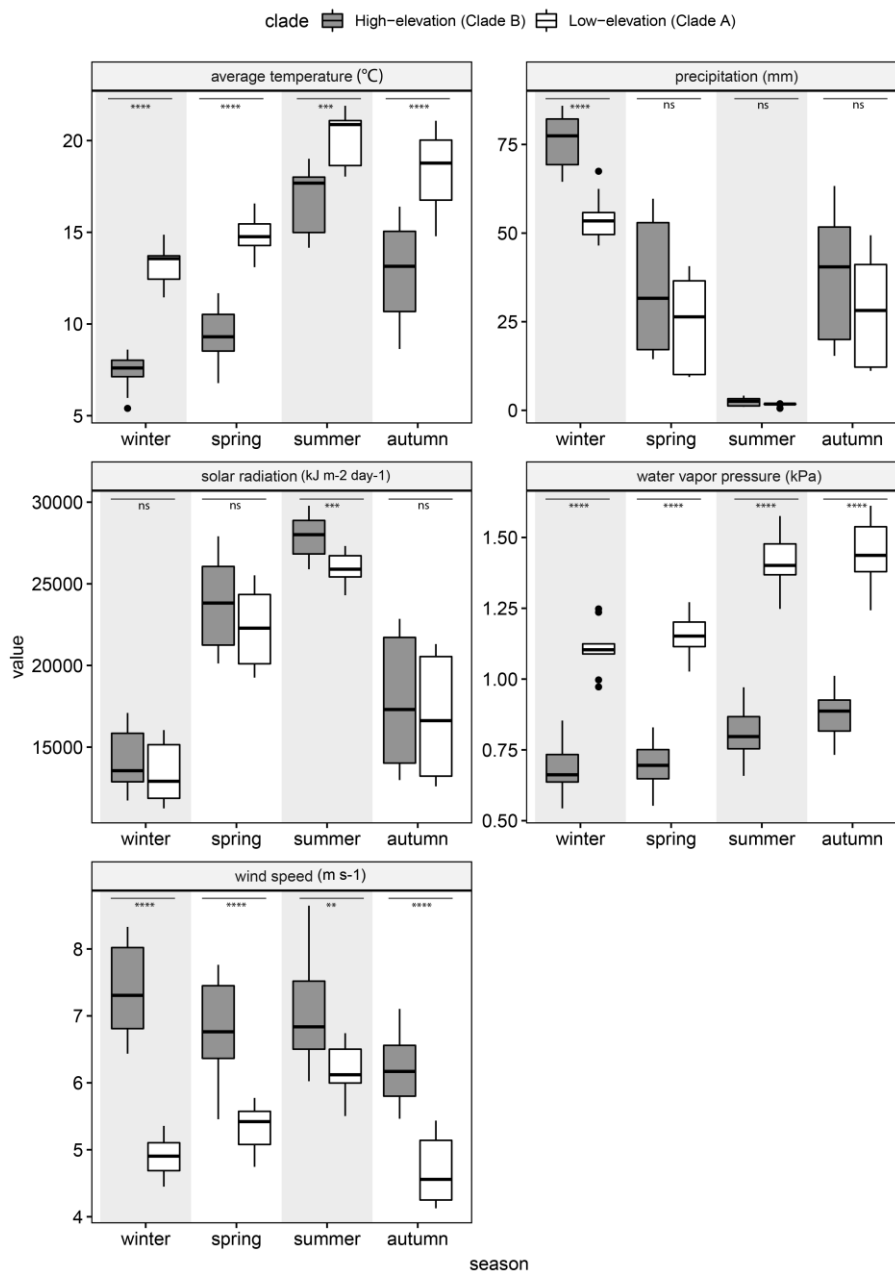 clade High−elevation (Clade B) Low−elevation (Clade A)
average temperature (℃) precipitation (mm)
**** **** *** **** **** ns ns ns
20
15
10
5
75
50
25
0
winter spring summer autumn winter spring summer autumn
solar radiation (kJ m-2 day-1) water vapor pressure (kPa)
ns ns *** ns **** **** **** ****
30000
25000
20000
15000
1.50
1.25
1.00
0.75
0.50
value
winter spring summer autumn winter spring summer autumn
wind speed (m s-1)
**** **** ** ****
8
7
6
5
4
winter spring summer autumn
season